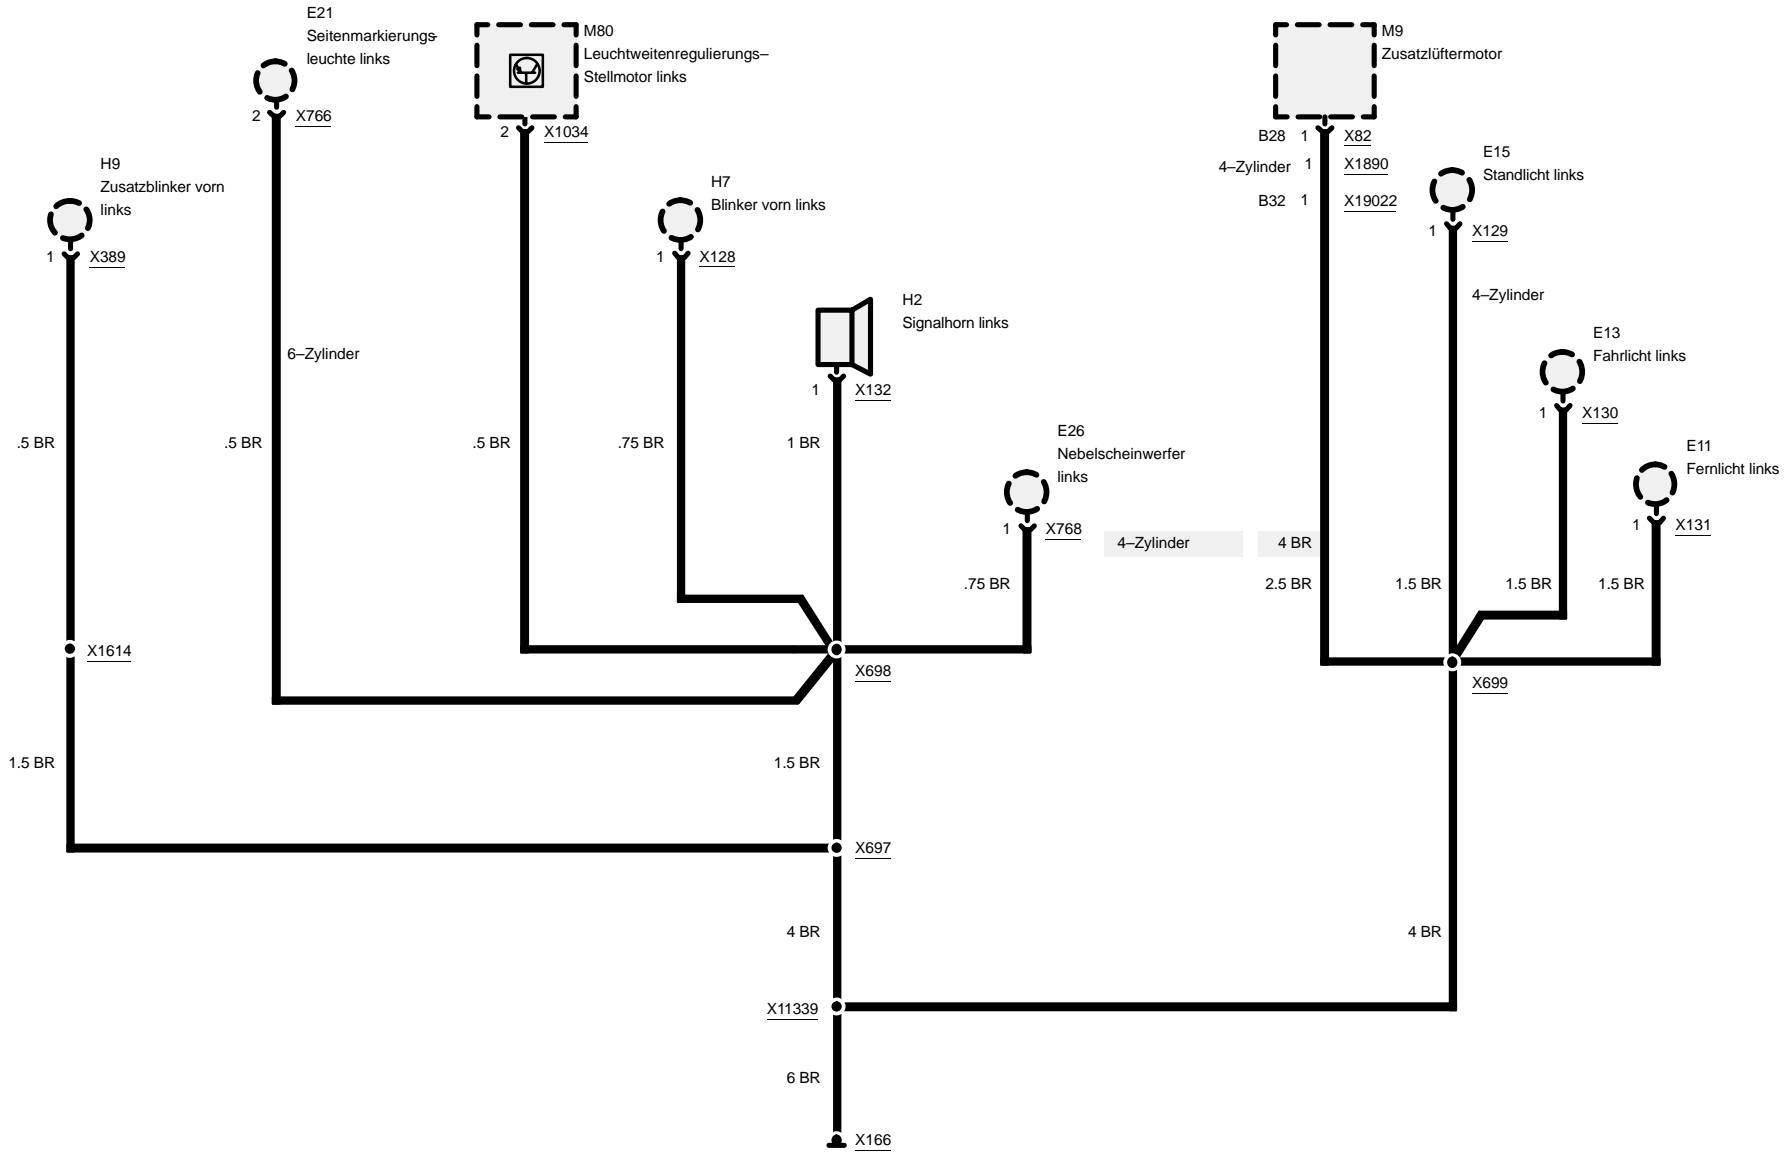 E21
Seitenmarkierungs-
leuchte links
2 X766
M80
Leuchtweitenregulierungs–
Stellmotor links
2 X1034
M9
Zusatzlüftermotor
B28 1 X82
4–Zylinder 1 X1890
B32 1 X19022
E15
Standlicht links
1 X129
4–Zylinder
H9
Zusatzblinker vorn
links
1 X389
H7
Blinker vorn links
1 X128
H2
Signalhorn links
1 X132
E13
Fahrlicht links
1 X130
6–Zylinder
E26
Nebelscheinwerfer
links
1 X768
E11
Fernlicht links
1 X131
.5 BR
.5 BR
.5 BR
.75 BR
1 BR
4–Zylinder 4 BR
.75 BR
2.5 BR
1.5 BR
1.5 BR
1.5 BR
X1614
X698
X699
1.5 BR
1.5 BR
X697
4 BR
4 BR
X11339
6 BR
X166